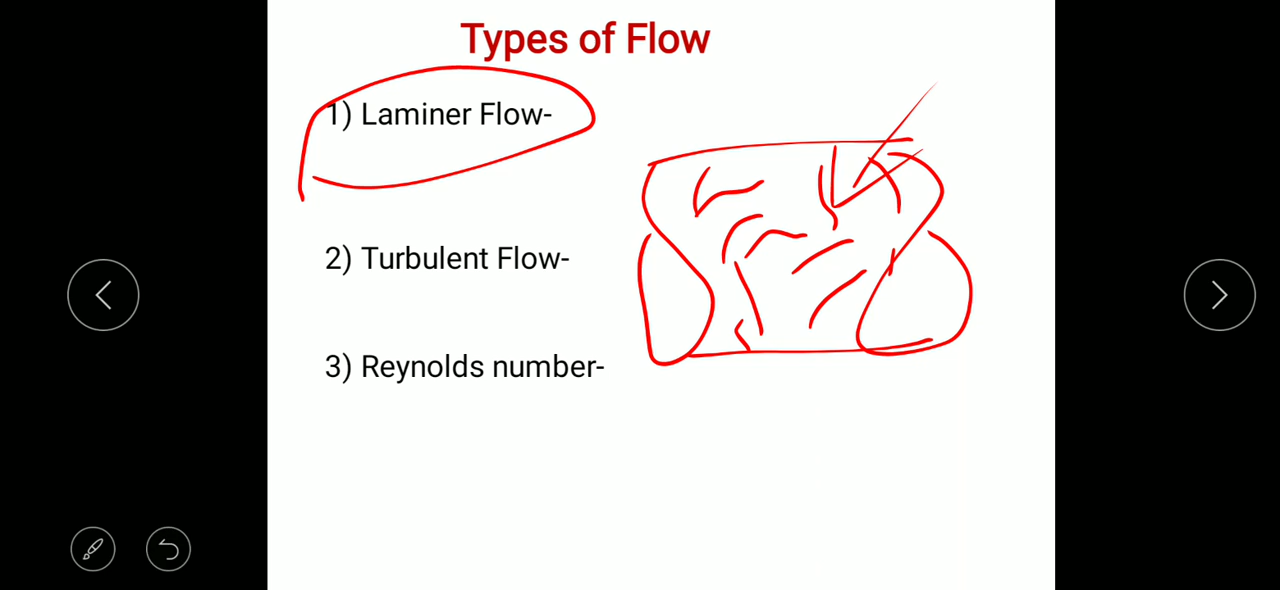 Types of Flow
1) Laminer Flow-
2) Turbulent Flow-
3) Reynolds number-